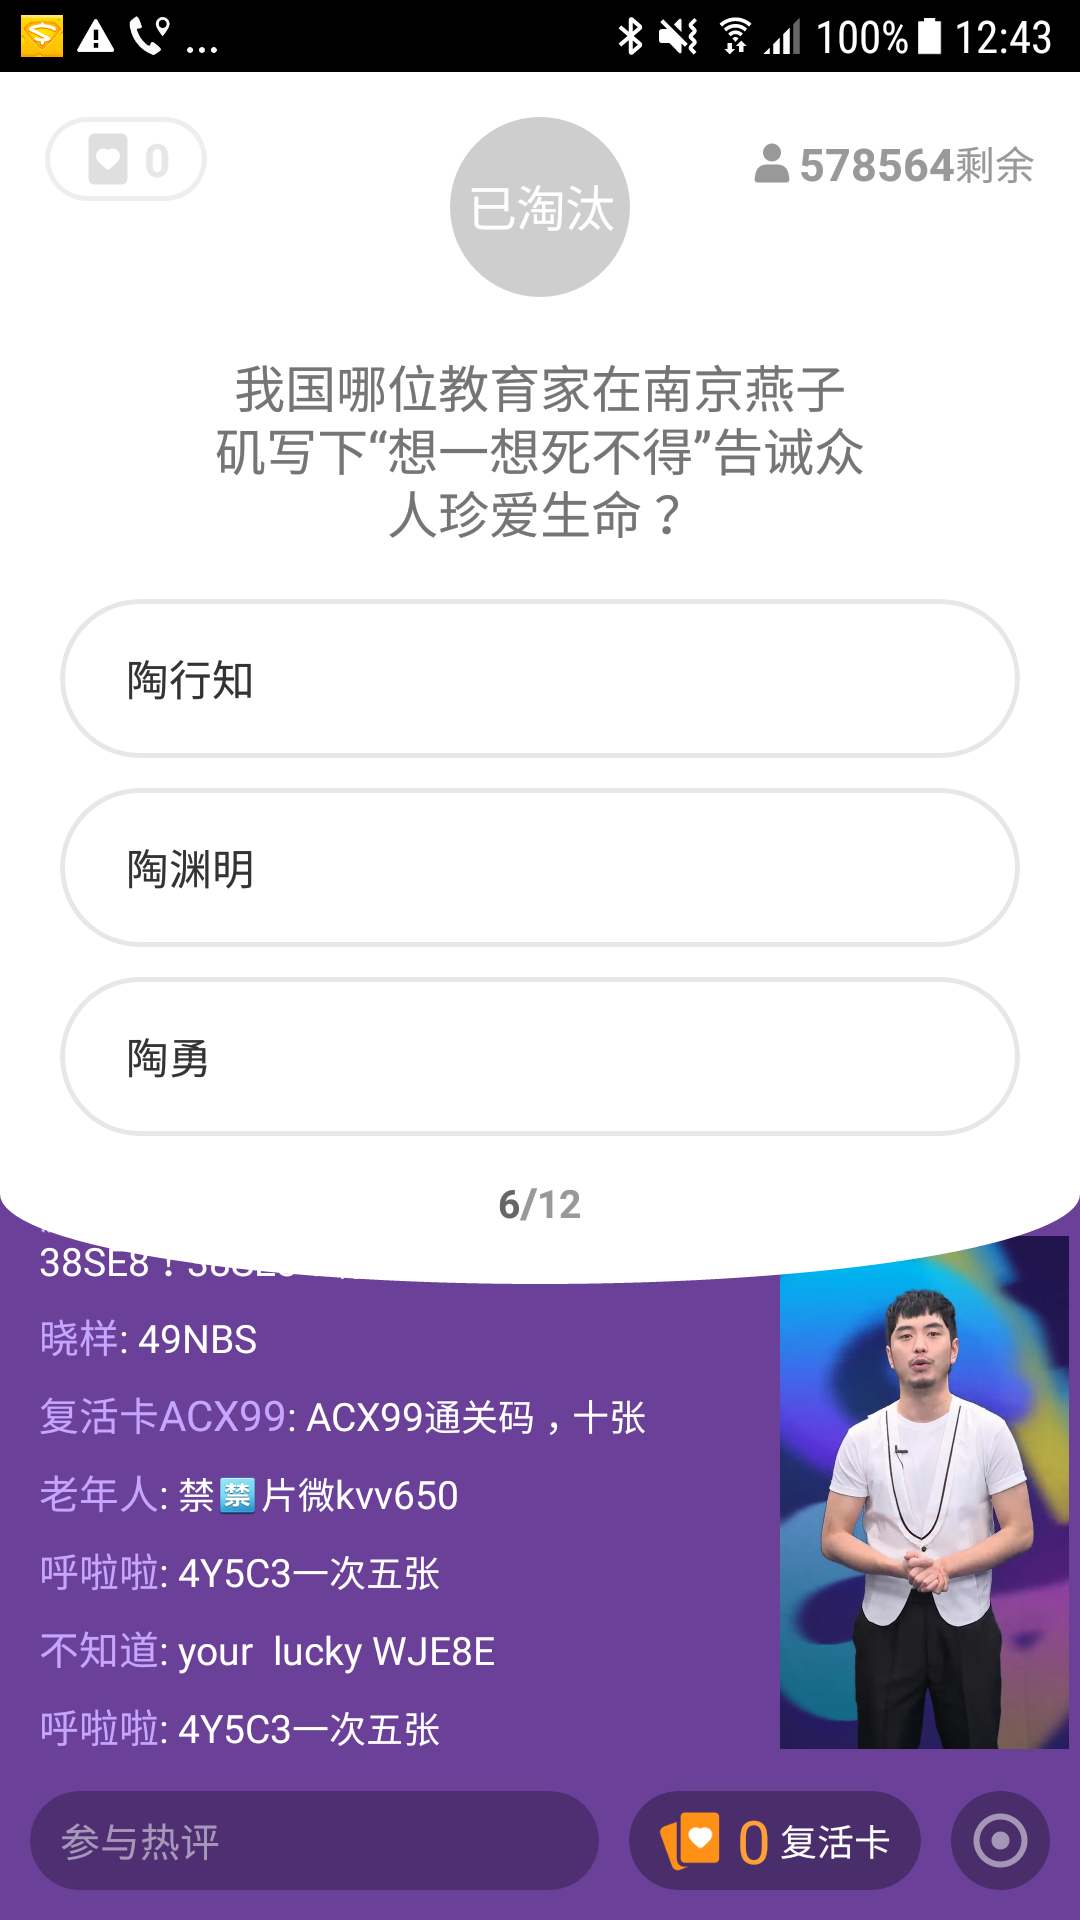 100% 12:43
0
已淘汰
578564剩余
我国哪位教育家在南京燕子
矶写下“想一想死不得”告诫众
人珍爱生命？
陶行知
陶渊明
陶勇
6/12
38SE8！
晓样: 49NBS
复活卡ACX99: ACX99通关码，十张
老年人: 禁🈲片微kvv650
呼啦啦: 4Y5C3一次五张
不知道: your  lucky WJE8E
呼啦啦: 4Y5C3一次五张
参与热评
0 复活卡